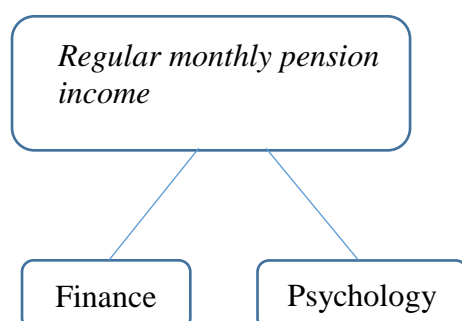 Regular monthly pension
income
Finance
Psychology